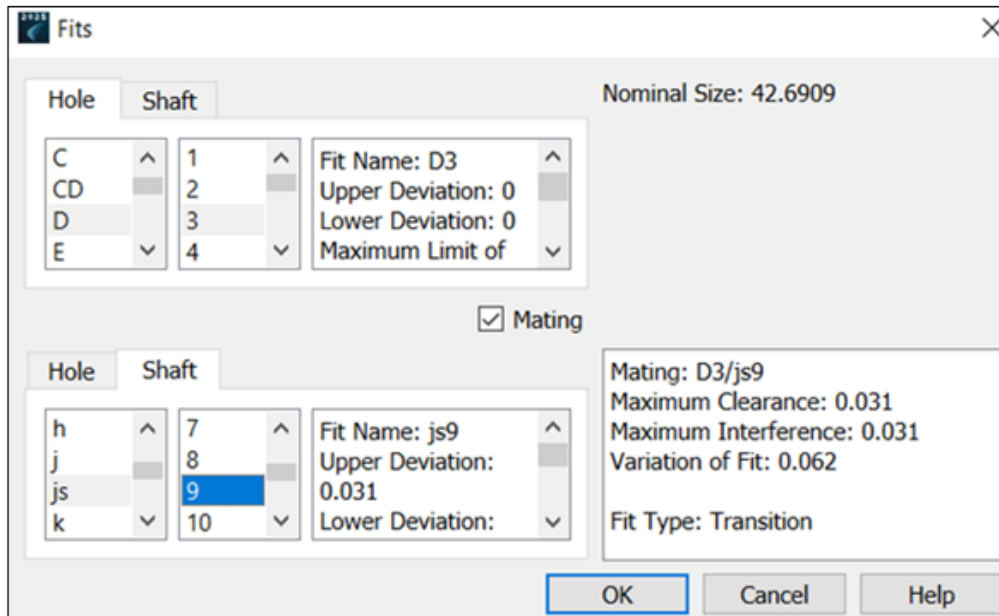 2025
Fits
Hole
Shaft
Nominal Size: 42.6909
C
CD
D
E
1
2
3
4
Fit Name: D3
Upper Deviation: 0
Lower Deviation: 0
Maximum Limit of
Mating
Hole
Shaft
h
j
js
k
7
8
9
10
Fit Name: js9
Upper Deviation:
0.031
Lower Deviation:
Mating: D3/js9
Maximum Clearance: 0.031
Maximum Interference: 0.031
Variation of Fit: 0.062
Fit Type: Transition
OK
Cancel
Help